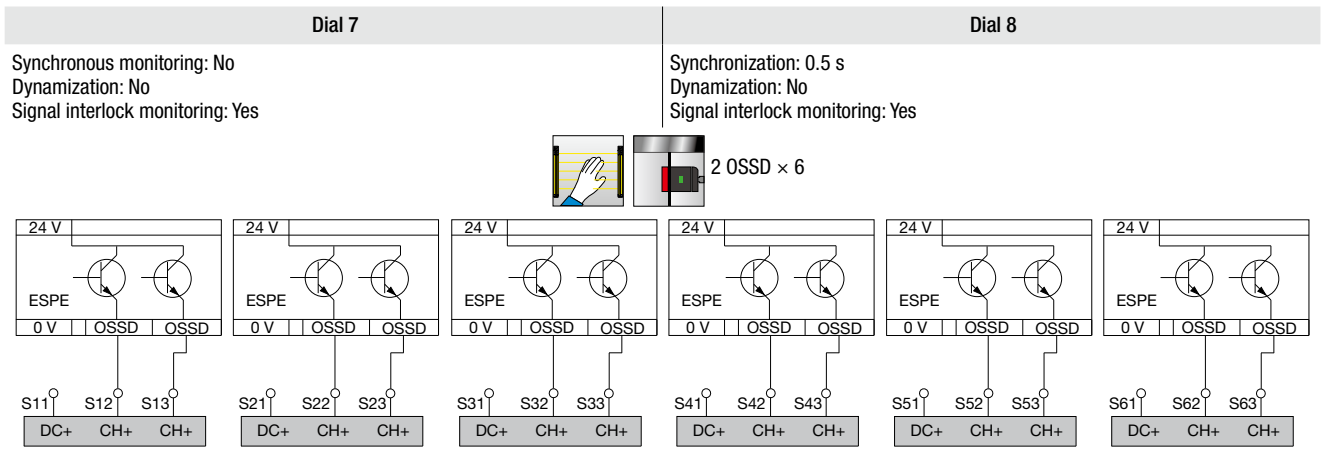 Dial 7
Dial 8
Synchronous monitoring: No
Dynamization: No
Signal interlock monitoring: Yes
Synchronization: 0.5 s
Dynamization: No
Signal interlock monitoring: Yes
2 OSSD × 6
24 V 24 V 24 V 24 V 24 V 24 V
ESPE ESPE ESPE ESPE ESPE ESPE
0 V OSSD OSSD 0 V OSSD OSSD 0 V OSSD OSSD 0 V OSSD OSSD 0 V OSSD OSSD 0 V OSSD OSSD
S11 S12 S13 S21 S22 S23 S31 S32 S33 S41 S42 S43 S51 S52 S53 S61 S62 S63
DC+ CH+ CH+ DC+ CH+ CH+ DC+ CH+ CH+ DC+ CH+ CH+ DC+ CH+ CH+ DC+ CH+ CH+